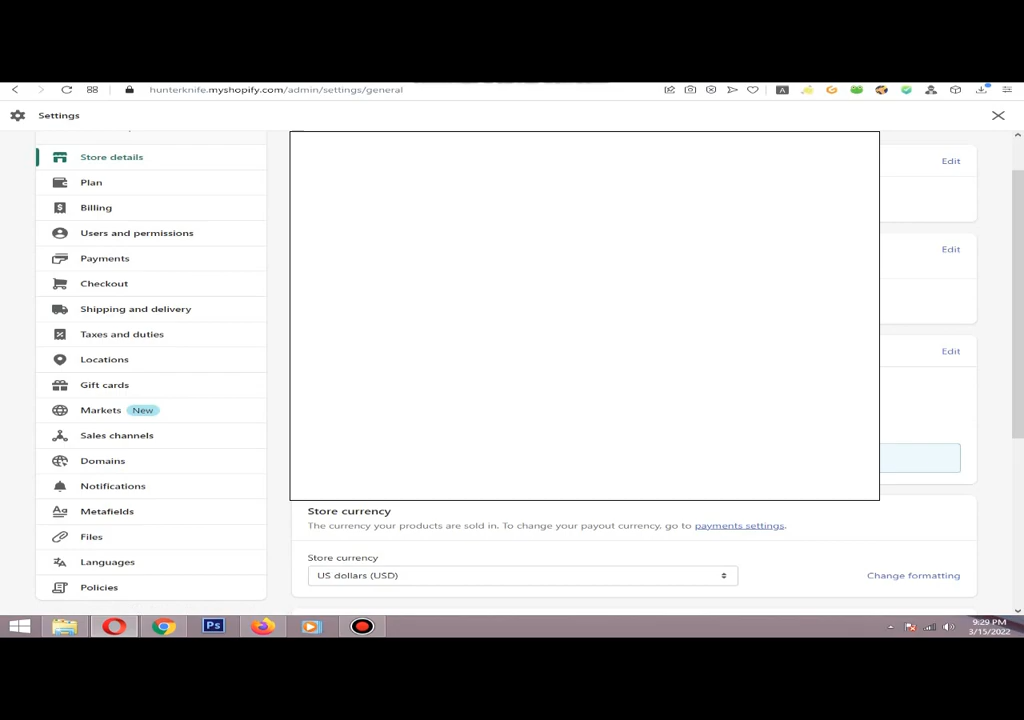 hunterknife.myshopify.com/admin/settings/general
A
Settings
Store details
Edit
Plan
Billing
Users and permissions
Edit
Payments
Checkout
Shipping and delivery
Taxes and duties
Edit
Locations
Gift cards
Markets New
Sales channels
Domains
Notifications
Metafields
Files
Languages
Policies
Store currency
The currency your products are sold in. To change your payout currency, go to payments settings.
Store currency
US dollars (USD)
Change formatting
Ps
9:29 PM
3/15/2022